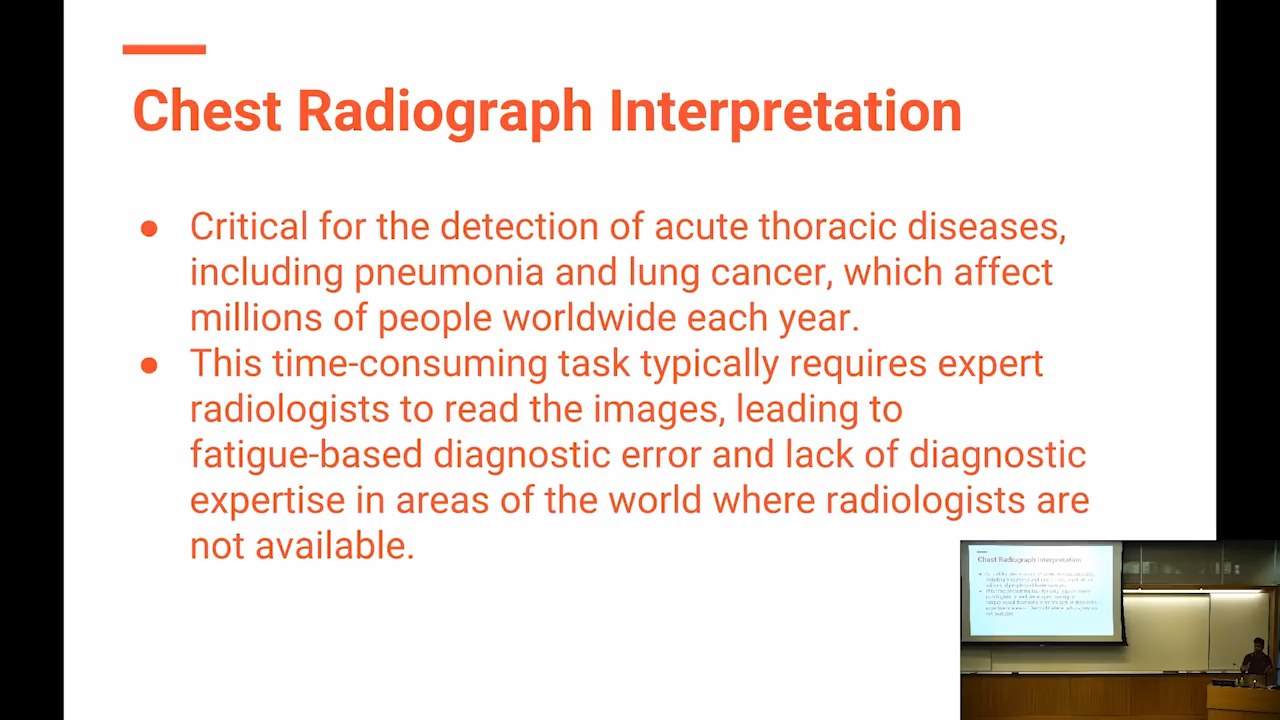 Chest Radiograph Interpretation
● Critical for the detection of acute thoracic diseases,
including pneumonia and lung cancer, which affect
millions of people worldwide each year.
● This time-consuming task typically requires expert
radiologists to read the images, leading to
fatigue-based diagnostic error and lack of diagnostic
expertise in areas of the world where radiologists are
not available.
Chest Radiograph Interpretation